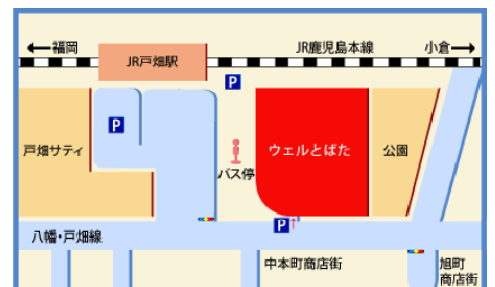 ←福岡
JR鹿児島本線
小倉→
JR戸畑駅
P
P
戸畑サティ
バス停
ウェルとばた
公園
P
八幡・戸畑線
中本町商店街
旭町
商店街